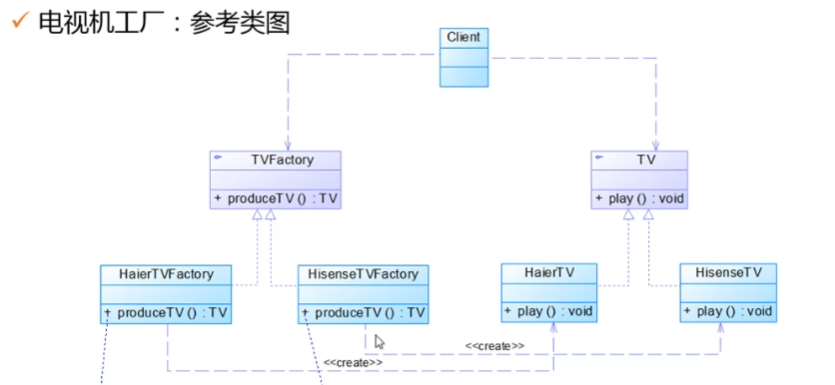 ✓ 电视机工厂：参考类图
Client
TVFactory
+ produceTV () : TV
TV
+ play () : void
HaierTVFactory
+ produceTV () : TV
HisenseTVFactory
+ produceTV () : TV
HaierTV
+ play () : void
HisenseTV
+ play () : void
<<create>>
<<create>>